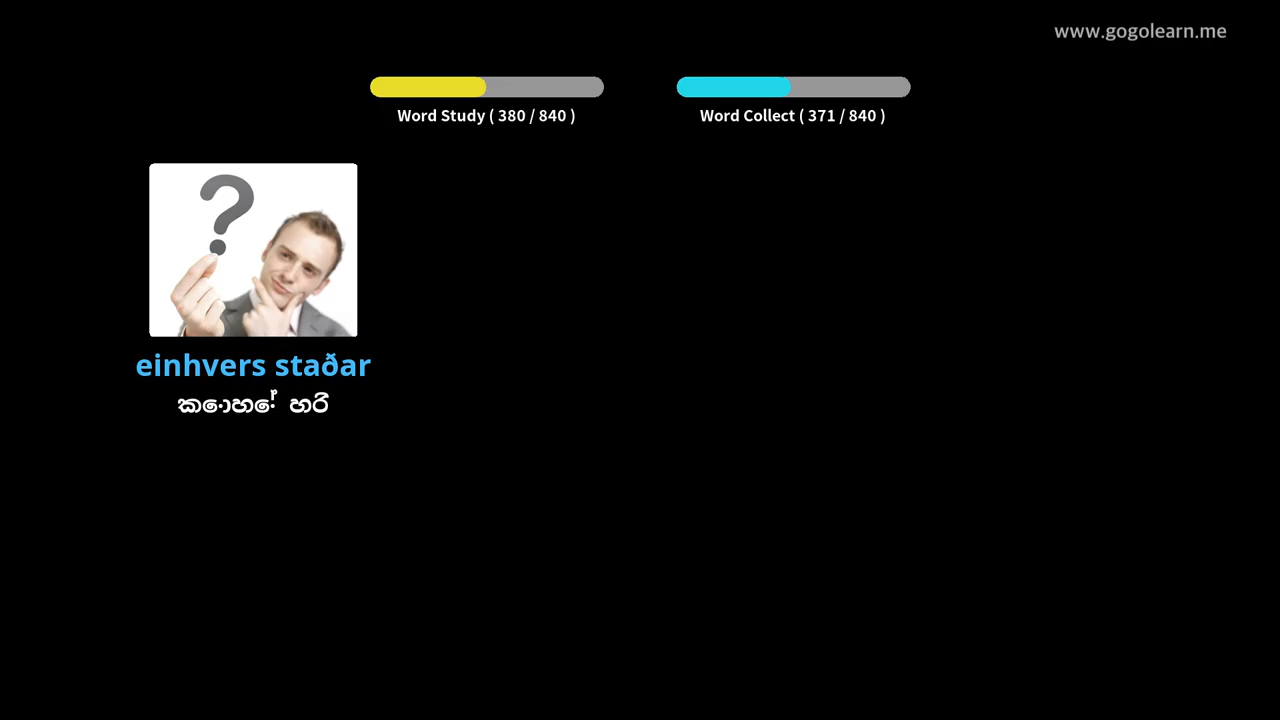 www.gogolearn.me
Word Study ( 380 / 840 )
Word Collect ( 371 / 840 )
einhvers staðar
කොහේ හරි